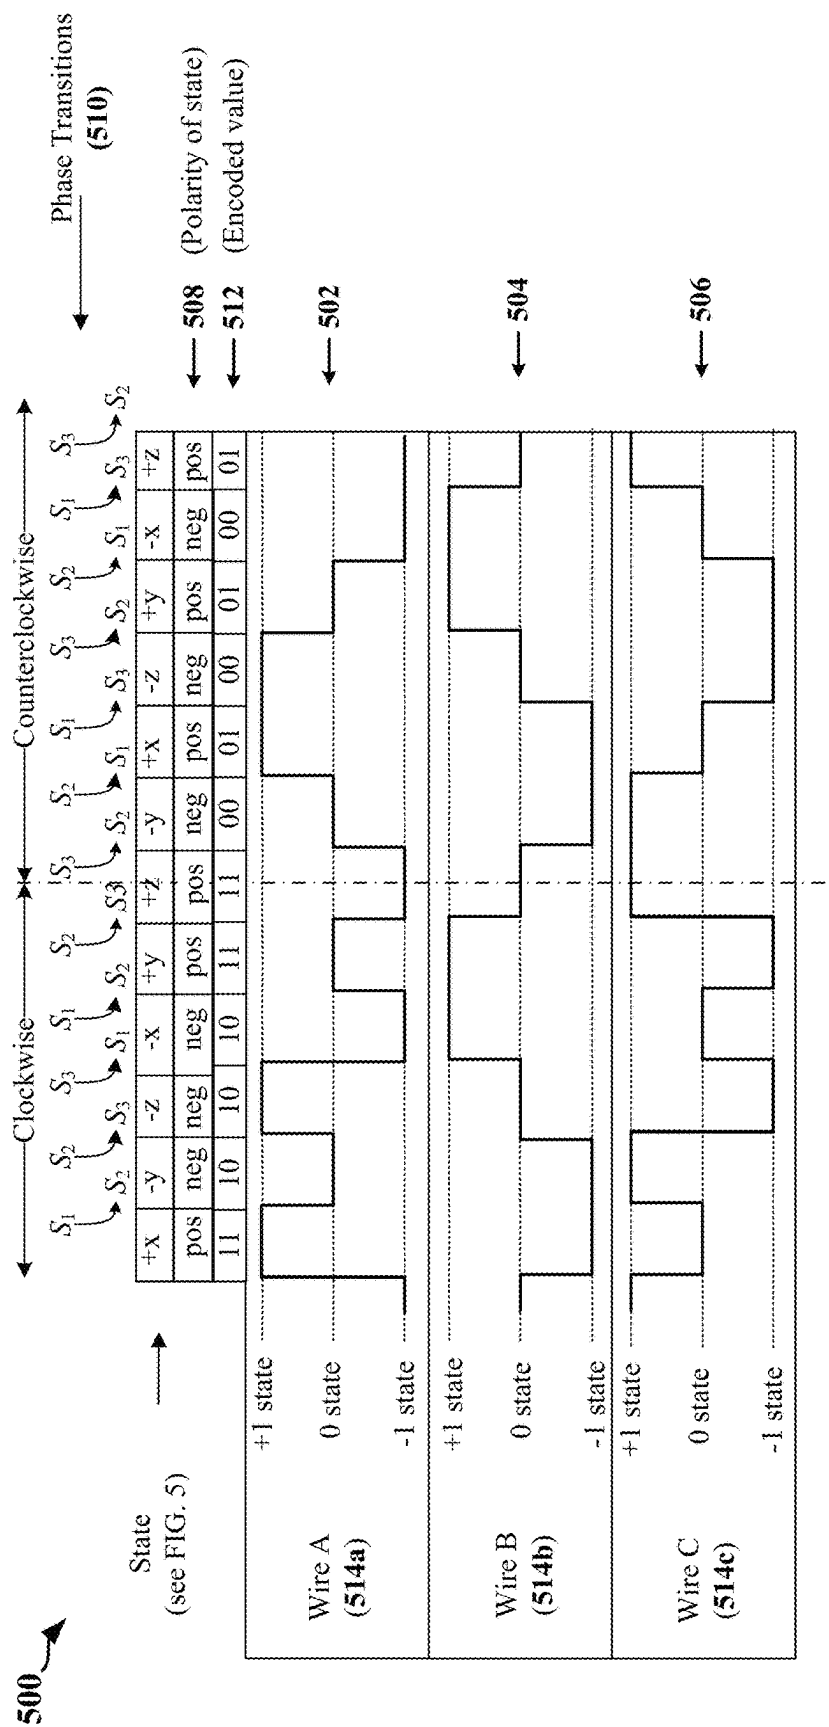 500
Clockwise Counterclockwise
Phase Transitions
(510)
S1 S2 S3 S1 S2 S3 S2 S1 S3 S2 S1 S3
S2 S3 S1 S2 S3 S2 S1 S3 S2 S1 S3 S2
State
(see FIG. 5)
+x -y -z -x +y +z -y +x -z +y -x +z
pos neg neg neg pos pos neg pos neg pos neg pos
508 (Polarity of state)
11 10 10 10 11 11 00 01 00 01 00 01
512 (Encoded value)
Wire A
(514a)
+1 state
0 state
-1 state
502
Wire B
(514b)
+1 state
0 state
-1 state
504
Wire C
(514c)
+1 state
0 state
-1 state
506